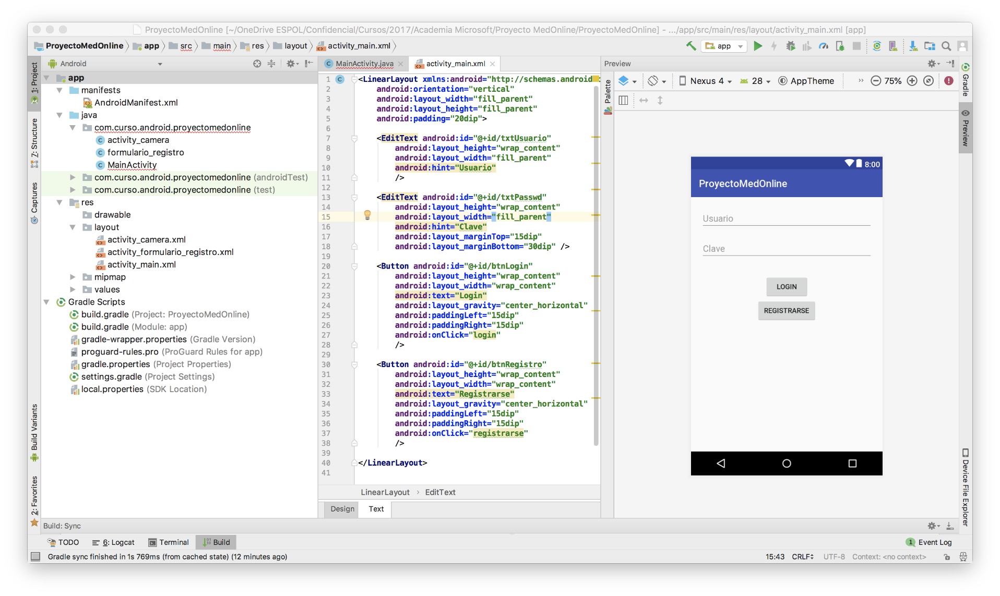 ProyectoMedOnline [~/OneDrive ESPOL/Confidencial/Cursos/2017/Academia Microsoft/Proyecto MedOnline/ProyectoMedOnline] - .../app/src/main/res/layout/activity_main.xml [app]
ProyectoMedOnline app src main res layout activity_main.xml
app
1: Project
Z: Structure
Captures
Build Variants
2: Favorites
Android
app
manifests
AndroidManifest.xml
java
com.curso.android.proyectomedonline
activity_camera
formulario_registro
MainActivity
com.curso.android.proyectomedonline (androidTest)
com.curso.android.proyectomedonline (test)
res
drawable
layout
activity_camera.xml
activity_formulario_registro.xml
activity_main.xml
mipmap
values
Gradle Scripts
build.gradle (Project: ProyectoMedOnline)
build.gradle (Module: app)
gradle-wrapper.properties (Gradle Version)
proguard-rules.pro (ProGuard Rules for app)
gradle.properties (Project Properties)
settings.gradle (Project Settings)
local.properties (SDK Location)
MainActivity.java
activity_main.xml
1 <LinearLayout xmlns:android="http://schemas.android
2 android:orientation="vertical"
3 android:layout_width="fill_parent"
4 android:layout_height="fill_parent"
5 android:padding="20dip">
6
7 <EditText android:id="@+id/txtUsuario"
8 android:layout_height="wrap_content"
9 android:layout_width="fill_parent"
10 android:hint="Usuario"
11 />
12
13 <EditText android:id="@+id/txtPasswd"
14 android:layout_height="wrap_content"
15 android:layout_width="fill_parent"
16 android:hint="Clave"
17 android:layout_marginTop="15dip"
18 android:layout_marginBottom="30dip" />
19
20 <Button android:id="@+id/btnLogin"
21 android:layout_height="wrap_content"
22 android:layout_width="wrap_content"
23 android:text="Login"
24 android:layout_gravity="center_horizontal"
25 android:paddingLeft="15dip"
26 android:paddingRight="15dip"
27 android:onClick="login"
28 />
29
30 <Button android:id="@+id/btnRegistro"
31 android:layout_height="wrap_content"
32 android:layout_width="wrap_content"
33 android:text="Registrarse"
34 android:layout_gravity="center_horizontal"
35 android:paddingLeft="15dip"
36 android:paddingRight="15dip"
37 android:onClick="registrarse"
38 />
39
40 </LinearLayout>
41
LinearLayout › EditText
Design Text
Preview
Palette
Nexus 4 28 AppTheme » 75%
8:00
ProyectoMedOnline
Usuario
Clave
LOGIN
REGISTRARSE
Gradle
Preview
Device File Explorer
Build: Sync
TODO 6: Logcat Terminal Build 1 Event Log
Gradle sync finished in 1s 769ms (from cached state) (12 minutes ago) 15:43 CRLF UTF-8 Context: <no context>